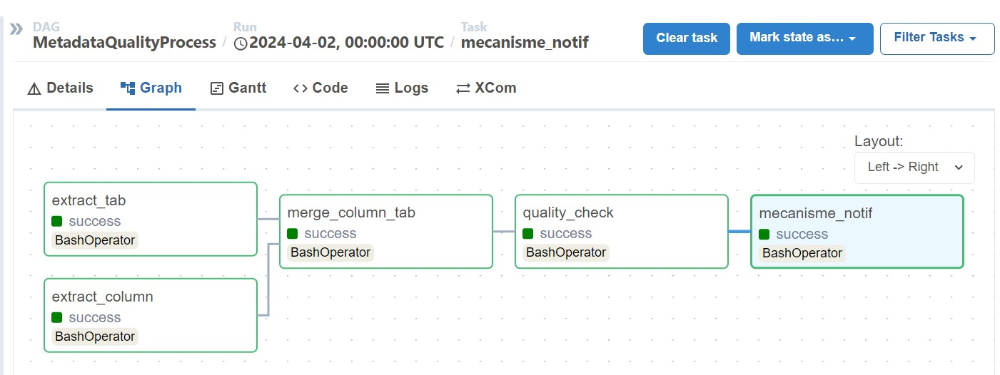 DAG
MetadataQualityProcess
/
Run
2024-04-02, 00:00:00 UTC
/
Task
mecanisme_notif
Clear task
Mark state as...
Filter Tasks
Details
Graph
Gantt
Code
Logs
XCom
Layout:
Left -> Right
extract_tab
success
BashOperator
extract_column
success
BashOperator
merge_column_tab
success
BashOperator
quality_check
success
BashOperator
mecanisme_notif
success
BashOperator